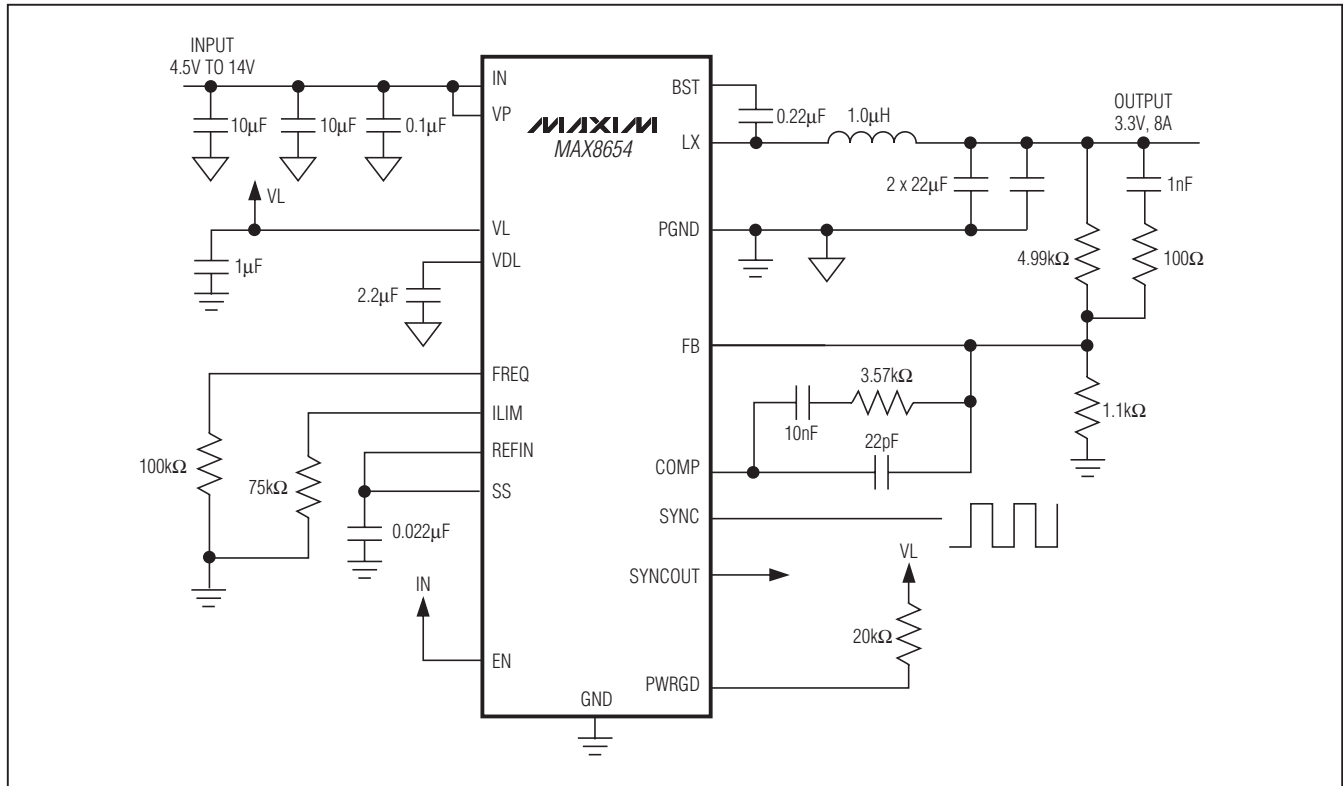 INPUT
4.5V TO 14V
10µF
10µF
0.1µF
VL
1µF
2.2µF
100kΩ
75kΩ
0.022µF
IN
IN
VP
VL
VDL
FREQ
ILIM
REFIN
SS
EN
GND
MAXIM
MAX8654
BST
LX
PGND
FB
COMP
SYNC
SYNCOUT
PWRGD
0.22µF
1.0µH
OUTPUT
3.3V, 8A
2 x 22µF
1nF
4.99kΩ
100Ω
3.57kΩ
10nF
22pF
1.1kΩ
VL
20kΩ